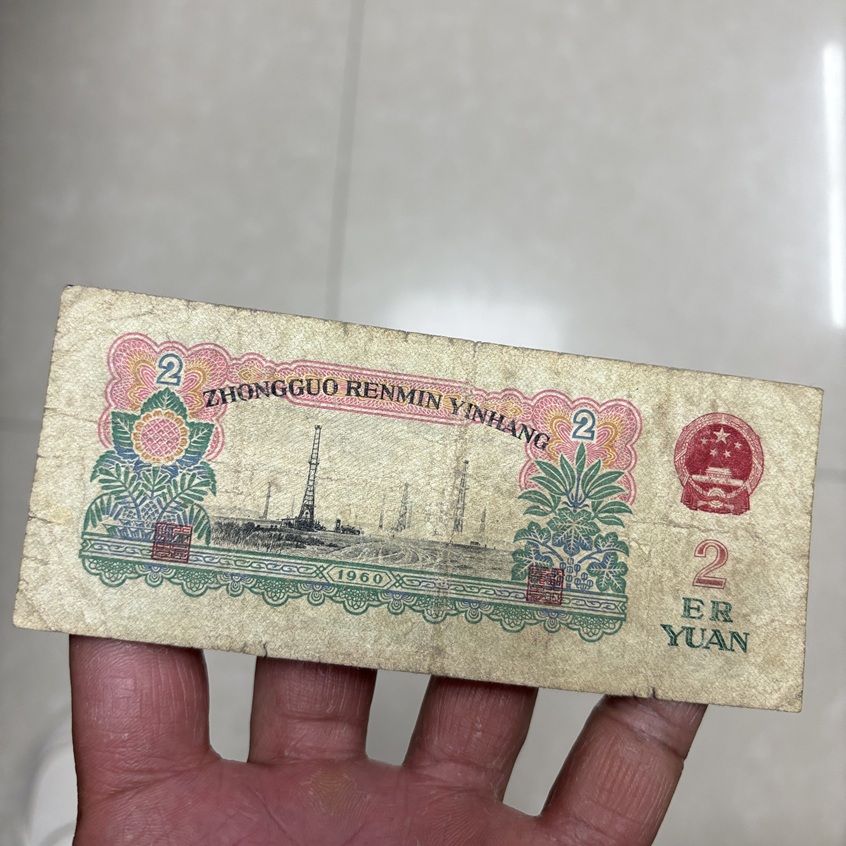 2
ZHONGGUO RENMIN YINHANG
2
1960
2
ER
YUAN